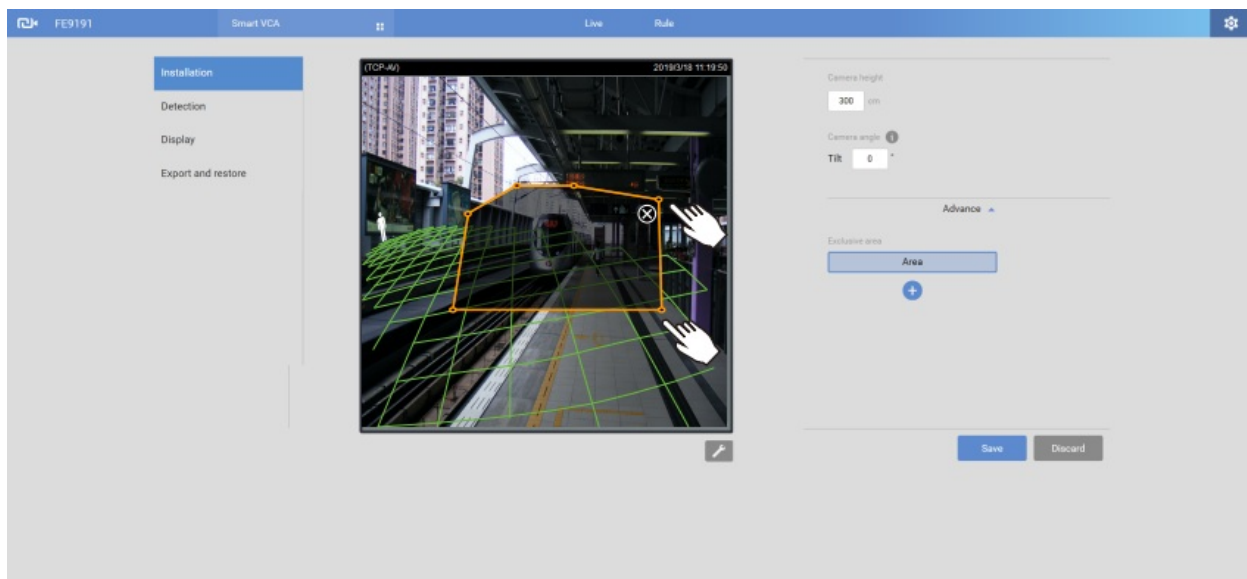 FE9191
Smart VCA
Live
Rule
Installation
Detection
Display
Export and restore
(TCP-AV)
2019/3/18 11:19:50
Camera height
300 cm
Camera angle i
Tilt 0 °
Advance
Exclusive area
Area
Save
Discard